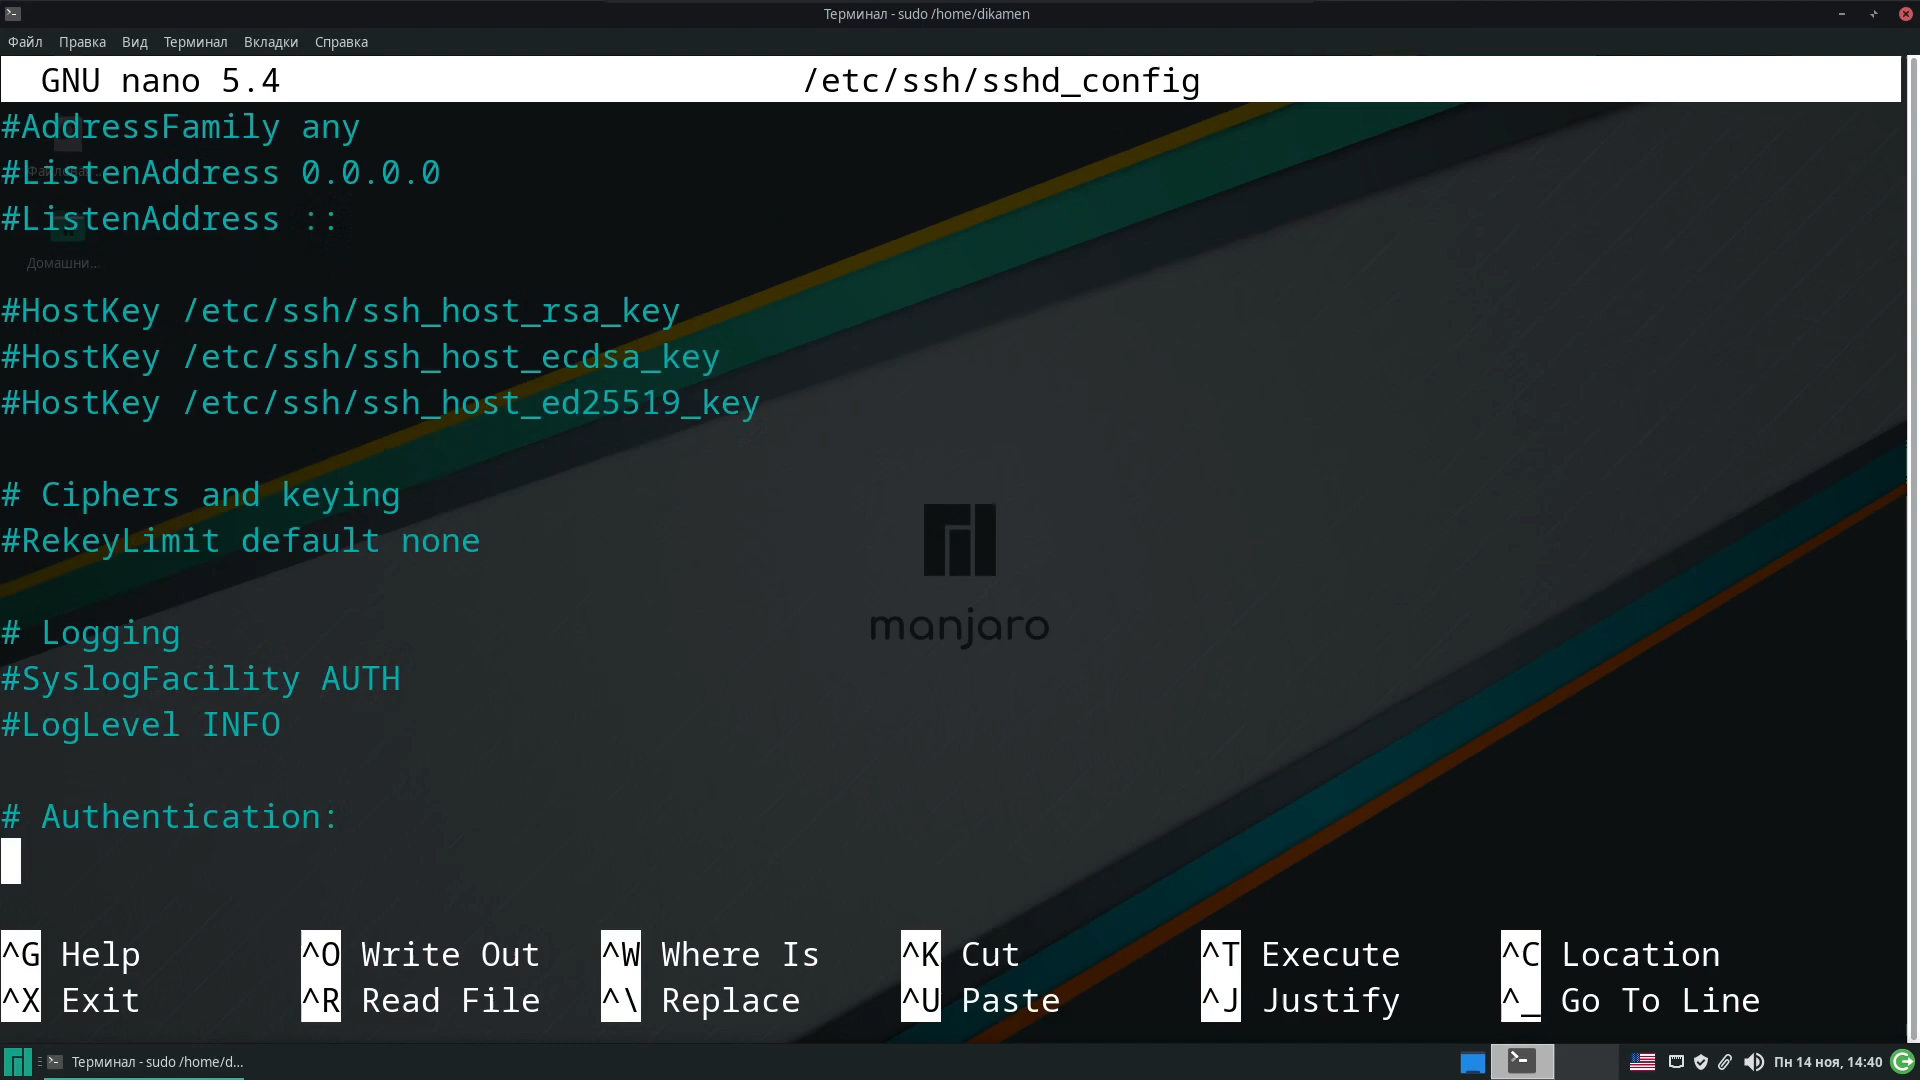 Терминал - sudo /home/dikamen
Файл Правка Вид Терминал Вкладки Справка
GNU nano 5.4 /etc/ssh/sshd_config
#AddressFamily any
#ListenAddress 0.0.0.0
#ListenAddress ::
Домашни...
#HostKey /etc/ssh/ssh_host_rsa_key
#HostKey /etc/ssh/ssh_host_ecdsa_key
#HostKey /etc/ssh/ssh_host_ed25519_key
# Ciphers and keying
#RekeyLimit default none
# Logging
#SyslogFacility AUTH
#LogLevel INFO
# Authentication:
manjaro
^G Help ^O Write Out ^W Where Is ^K Cut ^T Execute ^C Location
^X Exit ^R Read File ^\ Replace ^U Paste ^J Justify ^_ Go To Line
Терминал - sudo /home/d... Пн 14 ноя, 14:40